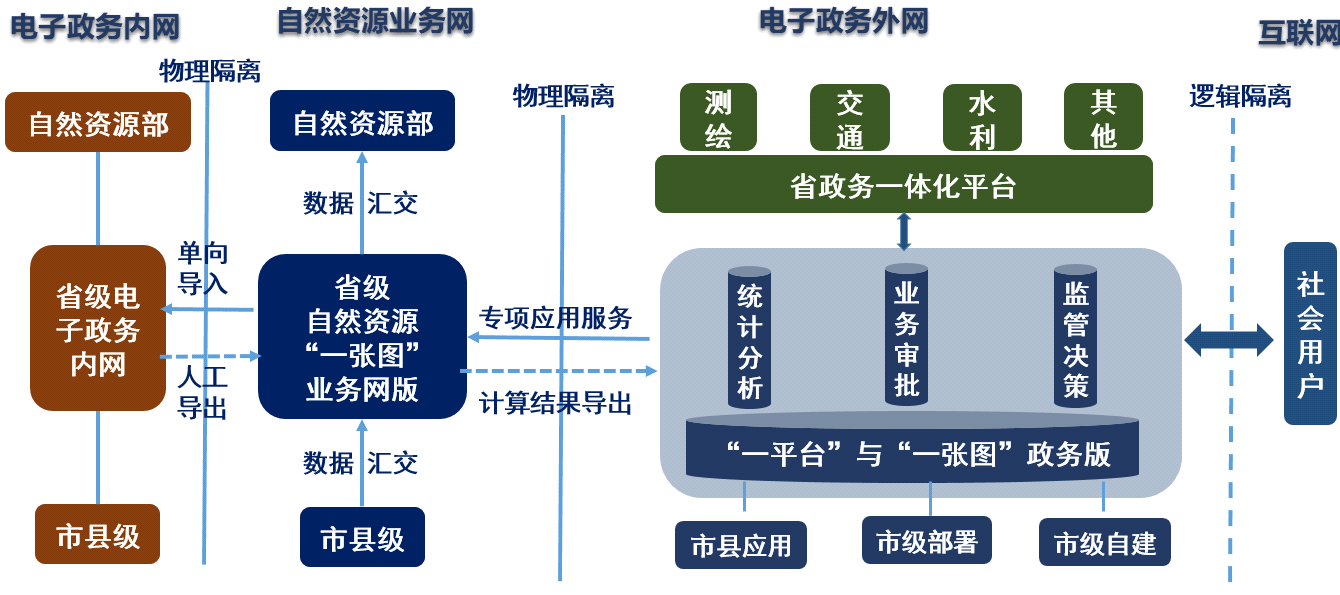 电子政务内网
自然资源业务网
电子政务外网
互联网
物理隔离
物理隔离
逻辑隔离
自然资源部
自然资源部
测
绘
交
通
水
利
其
他
省政务一体化平台
数据 汇交
单向
导入
省级电
子政务
内网
人工
导出
省级
自然资源
“一张图”
业务网版
专项应用服务
计算结果导出
统
计
分
析
业
务
审
批
监
管
决
策
社
会
用
户
“一平台”与“一张图”政务版
数据 汇交
市县级
市县级
市县应用
市级部署
市级自建